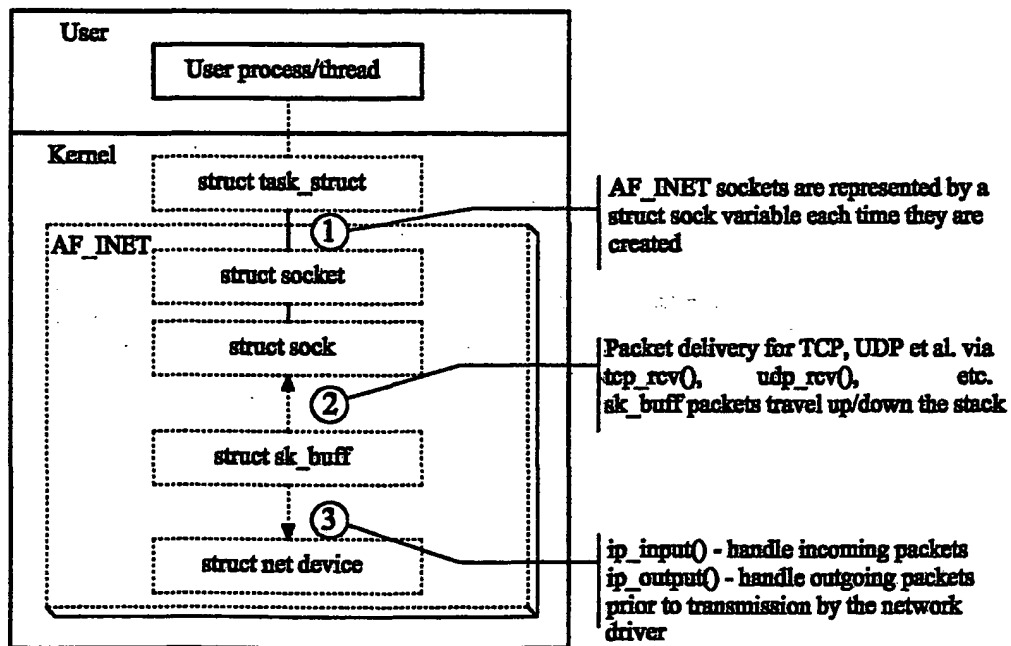 User
User process/thread
Kernel
struct task_struct
AF_INET
1
struct socket
struct sock
2
struct sk_buff
3
struct net device
AF_INET sockets are represented by a
struct sock variable each time they are
created
Packet delivery for TCP, UDP et al. via
tcp_rcv(), udp_rcv(), etc.
sk_buff packets travel up/down the stack
ip_input() - handle incoming packets
ip_output() - handle outgoing packets
prior to transmission by the network
driver